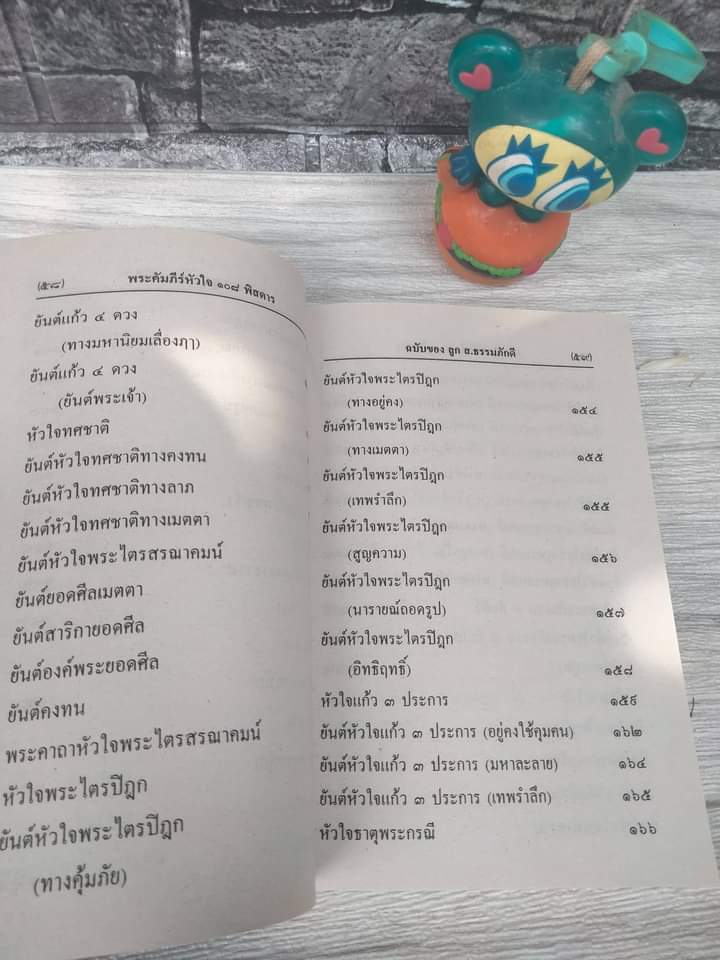 (๕๘) พระคัมภีร์หัวใจ ๑๐๘ พิสดาร
ยันต์แก้ว ๔ ดวง
(ทางมหานิยมเลื่องฦๅ)
ยันต์แก้ว ๔ ดวง
(ยันต์พระเจ้า)
หัวใจทศชาติ
ยันต์หัวใจทศชาติทางคงทน
ยันต์หัวใจทศชาติทางลาภ
ยันต์หัวใจทศชาติทางเมตตา
ยันต์หัวใจพระไตรสรณาคมน์
ยันต์ยอดศีลเมตตา
ยันต์สาริกายอดศีล
ยันต์องค์พระยอดศีล
ยันต์คงทน
พระคาถาหัวใจพระไตรสรณาคมน์
หัวใจพระไตรปิฎก
ยันต์หัวใจพระไตรปิฎก
(ทางคุ้มภัย)
ฉบับของ ลูก ส.ธรรมภักดี (๕๙)
ยันต์หัวใจพระไตรปิฎก
(ทางอยู่คง) ๑๕๔
ยันต์หัวใจพระไตรปิฎก
(ทางเมตตา) ๑๕๕
ยันต์หัวใจพระไตรปิฎก
(เทพรำลึก) ๑๕๕
ยันต์หัวใจพระไตรปิฎก
(สูญความ) ๑๕๖
ยันต์หัวใจพระไตรปิฎก
(นารายณ์ถอดรูป) ๑๕๗
ยันต์หัวใจพระไตรปิฎก
(อิทธิฤทธิ์) ๑๕๘
หัวใจแก้ว ๓ ประการ ๑๕๙
ยันต์หัวใจแก้ว ๓ ประการ (อยู่คงใช้คุมคน) ๑๖๒
ยันต์หัวใจแก้ว ๓ ประการ (มหาละลาย) ๑๖๔
ยันต์หัวใจแก้ว ๓ ประการ (เทพรำลึก) ๑๖๕
หัวใจธาตุพระกรณี ๑๖๖